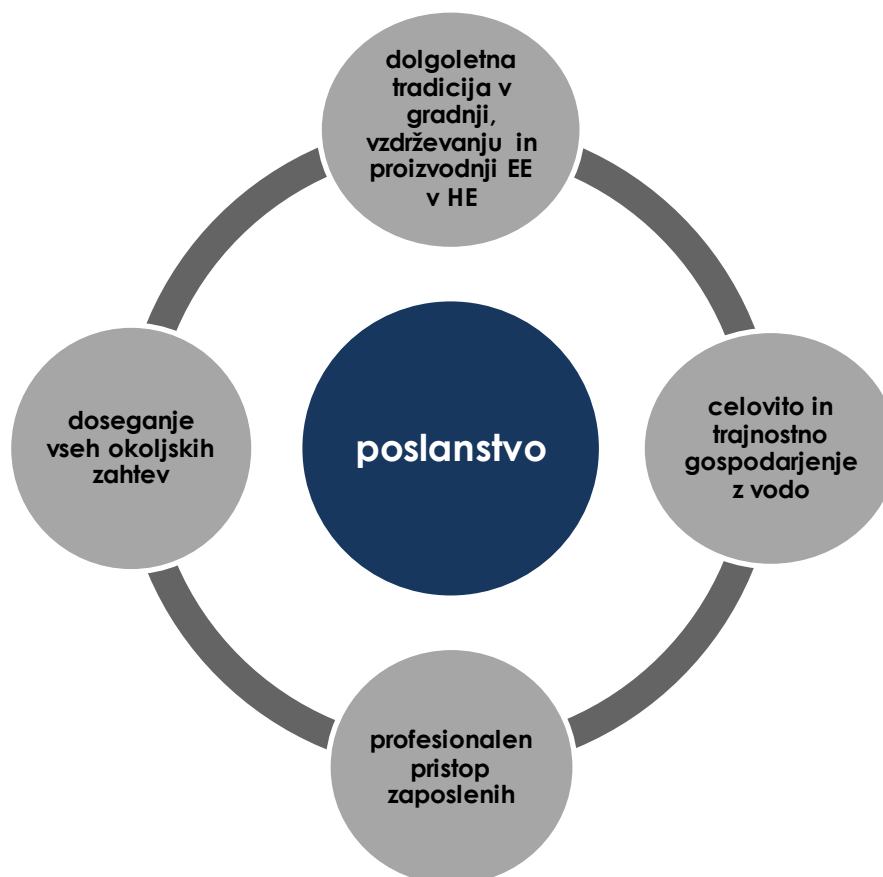 dolgoletna
tradicija v
gradnji,
vzdrževanju in
proizvodnji EE
v HE
doseganje
vseh okoljskih
zahtev
poslanstvo
celovito in
trajnostno
gospodarjenje
z vodo
profesionalen
pristop
zaposlenih